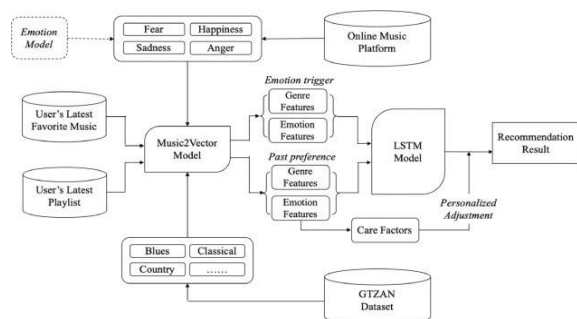 Emotion
Model
Fear
Happiness
Sadness
Anger
Online Music
Platform
User's Latest
Favorite Music
User's Latest
Playlist
Music2Vector
Model
Emotion trigger
Genre
Features
Emotion
Features
Past preference
Genre
Features
Emotion
Features
LSTM
Model
Recommendation
Result
Personalized
Adjustment
Care Factors
Blues
Classical
Country
......
GTZAN
Dataset